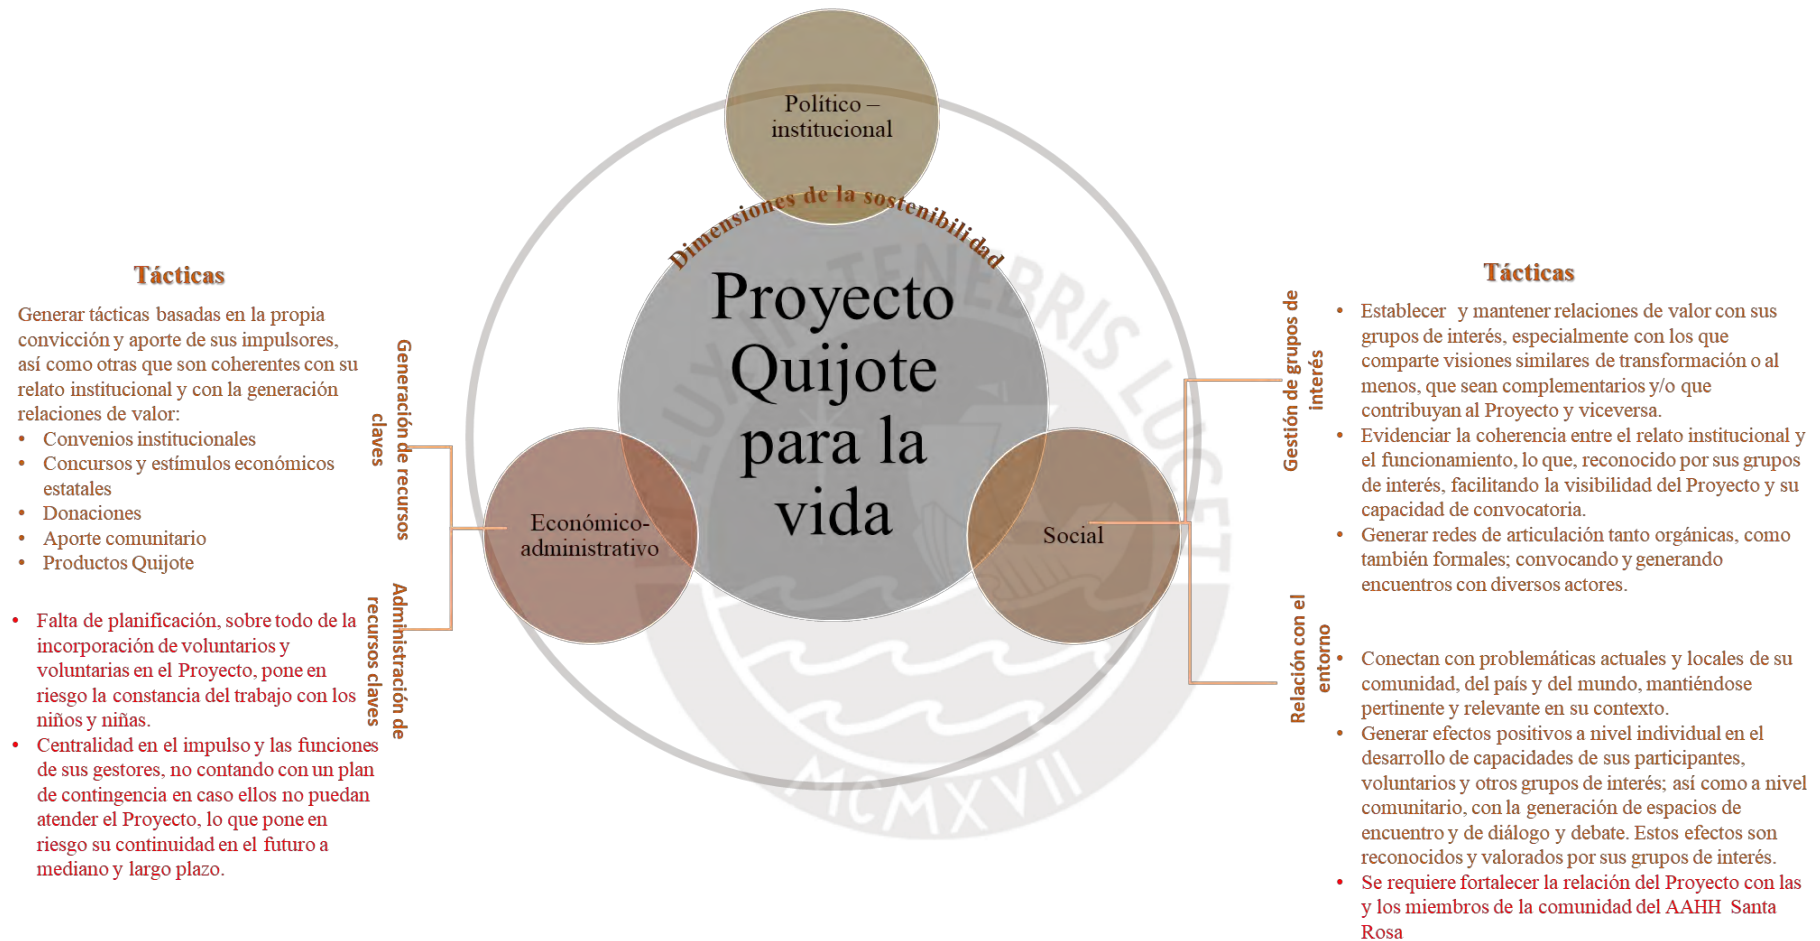 Político –
institucional
Dimensiones de la sostenibilidad
Proyecto
Quijote
para la
vida
Económico-
administrativo
Social
Tácticas
Generar tácticas basadas en la propia
convicción y aporte de sus impulsores,
así como otras que son coherentes con su
relato institucional y con la generación
relaciones de valor:
• Convenios institucionales
• Concursos y estímulos económicos
estatales
• Donaciones
• Aporte comunitario
• Productos Quijote
Generación de recursos
claves
• Falta de planificación, sobre todo de la
incorporación de voluntarios y
voluntarias en el Proyecto, pone en
riesgo la constancia del trabajo con los
niños y niñas.
• Centralidad en el impulso y las funciones
de sus gestores, no contando con un plan
de contingencia en caso ellos no puedan
atender el Proyecto, lo que pone en
riesgo su continuidad en el futuro a
mediano y largo plazo.
Administración de
recursos claves
Tácticas
Gestión de grupos de
interés
• Establecer y mantener relaciones de valor con sus
grupos de interés, especialmente con los que
comparte visiones similares de transformación o al
menos, que sean complementarios y/o que
contribuyan al Proyecto y viceversa.
• Evidenciar la coherencia entre el relato institucional y
el funcionamiento, lo que, reconocido por sus grupos
de interés, facilitando la visibilidad del Proyecto y su
capacidad de convocatoria.
• Generar redes de articulación tanto orgánicas, como
también formales; convocando y generando
encuentros con diversos actores.
Relación con el
entorno
• Conectan con problemáticas actuales y locales de su
comunidad, del país y del mundo, manteniéndose
pertinente y relevante en su contexto.
• Generar efectos positivos a nivel individual en el
desarrollo de capacidades de sus participantes,
voluntarios y otros grupos de interés; así como a nivel
comunitario, con la generación de espacios de
encuentro y de diálogo y debate. Estos efectos son
reconocidos y valorados por sus grupos de interés.
• Se requiere fortalecer la relación del Proyecto con las
y los miembros de la comunidad del AAHH Santa
Rosa
ET LUX IN TENEBRIS LUCET
MCMXVII